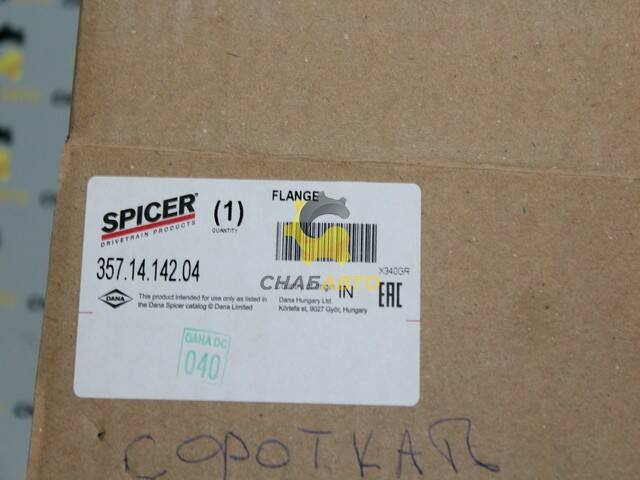 SPICER®
DRIVETRAIN PRODUCTS
(1)
QUANTITY
FLANGE
357.14.142.04
X340GR
СНАБАВТО
IN
EAC
DANA
This product intended for use only as listed in
the Dana Spicer catalog © Dana Limited
Dana Hungary Ltd.
Körtefa st, 9027 Győr, Hungary
DANA DC
040